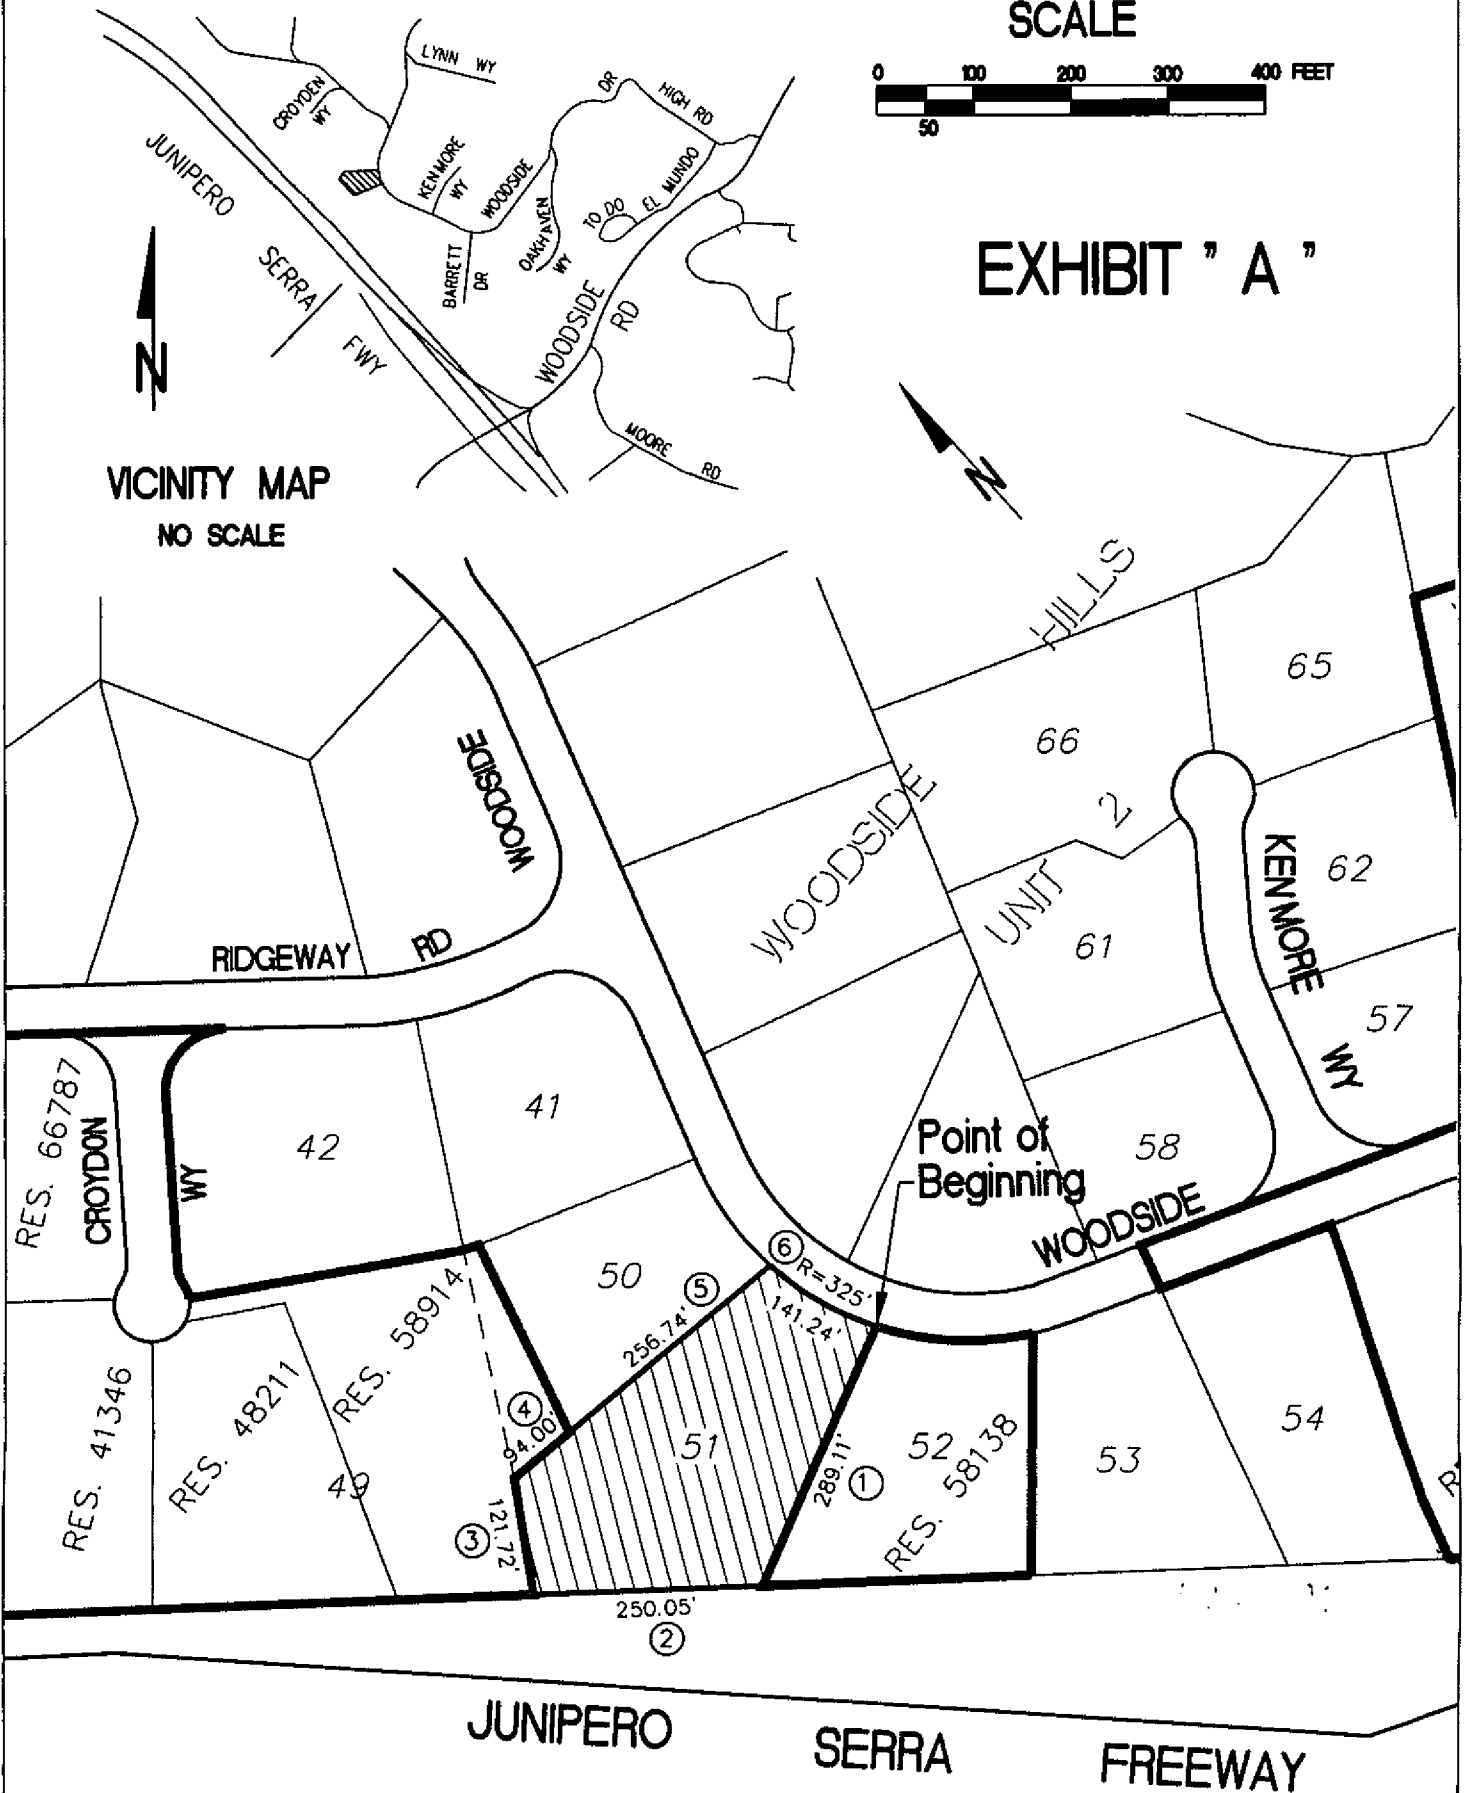 SCALE
0 100 200 300 400 FEET
50
EXHIBIT " A "
LYNN WY
CROYDEN WY
DR
HIGH RD
JUNIPERO
KENMORE WY
WOODSIDE
MUNDO
EL
TO DO
OAKHAVEN WY
BARRETT DR
SERRA
FWY
WOODSIDE RD
MOORE RD
N
VICINITY MAP
NO SCALE
N
WOODSIDE HILLS
UNIT 2
65
66
62
61
57
58
KENMORE WY
WOODSIDE
RIDGEWAY RD
RES. 66787
CROYDON WY
42
41
Point of
Beginning
WOODSIDE
50
5
6
R=325'
141.24'
256.74'
RES. 58914
4
94.00'
51
289.11'
1
52
RES. 58138
53
54
R
RES. 41346
RES. 48211
49
3
121.72'
250.05'
2
JUNIPERO SERRA FREEWAY